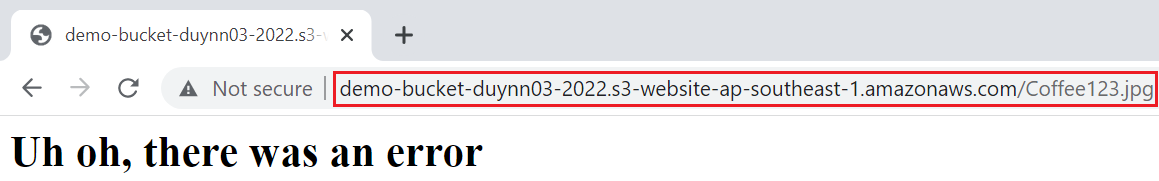 demo-bucket-duynn03-2022.s3-w
Not secure
demo-bucket-duynn03-2022.s3-website-ap-southeast-1.amazonaws.com/Coffee123.jpg
Uh oh, there was an error